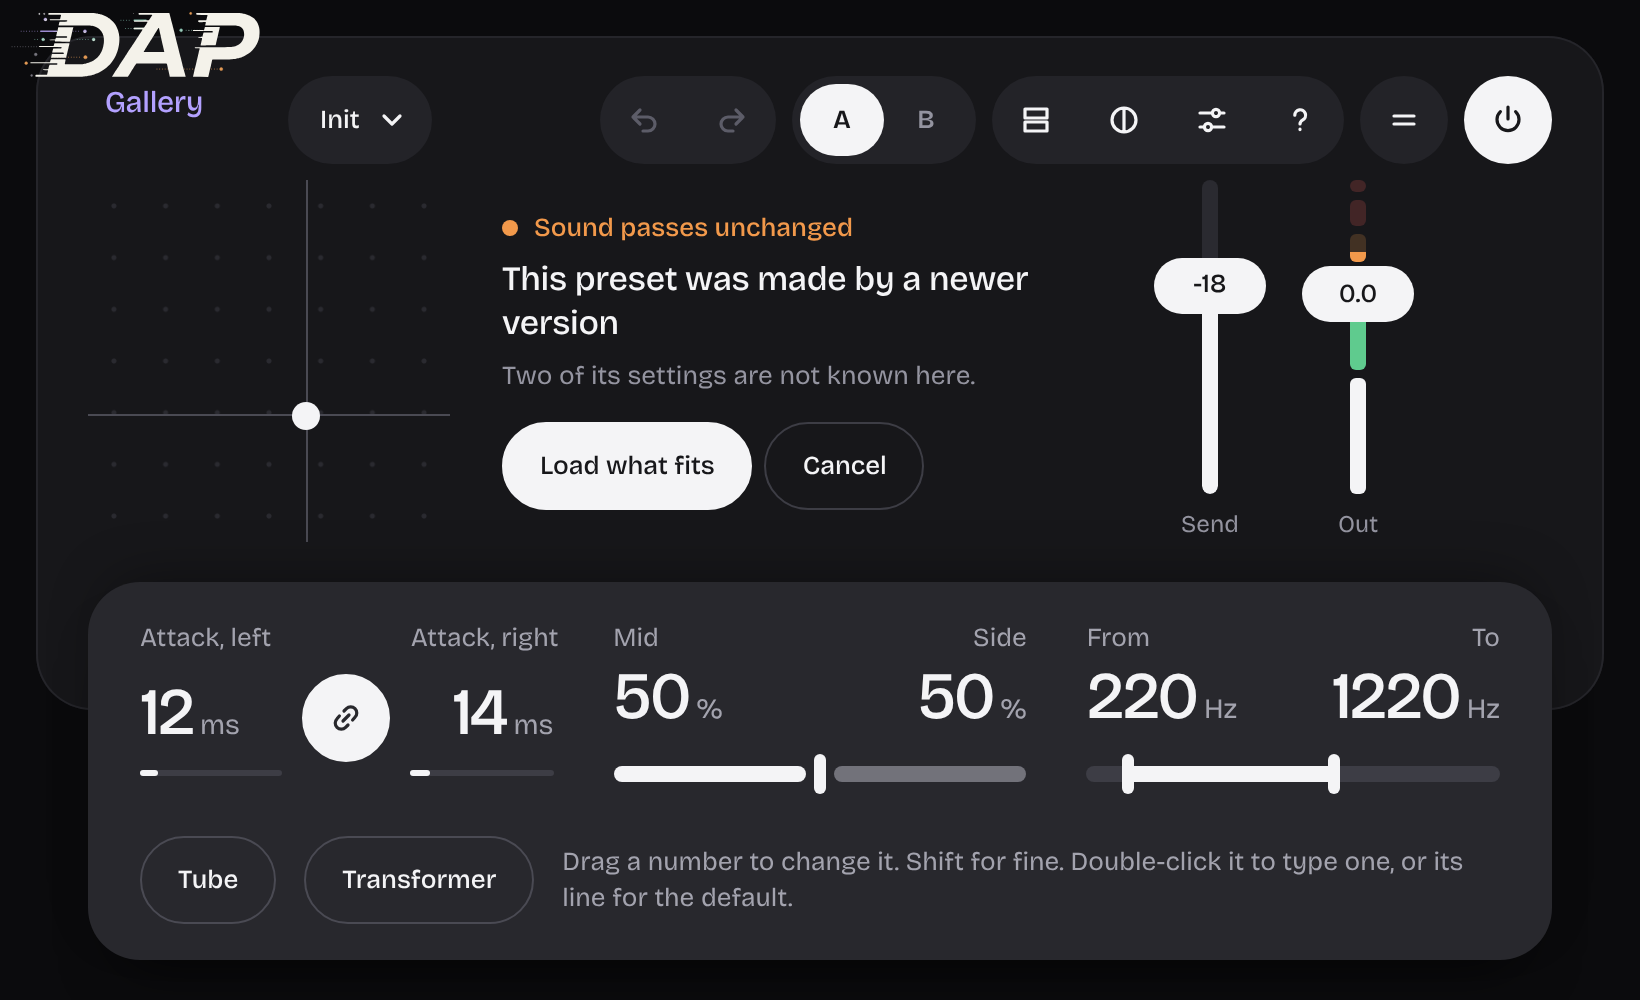 DAP
Gallery
Init
A
B
?
Sound passes unchanged
This preset was made by a newer
version
Two of its settings are not known here.
Load what fits
Cancel
-18
0.0
Send
Out
Attack, left
Attack, right
Mid
Side
From
To
12 ms
14 ms
50 %
50 %
220 Hz
1220 Hz
Tube
Transformer
Drag a number to change it. Shift for fine. Double-click it to type one, or its
line for the default.